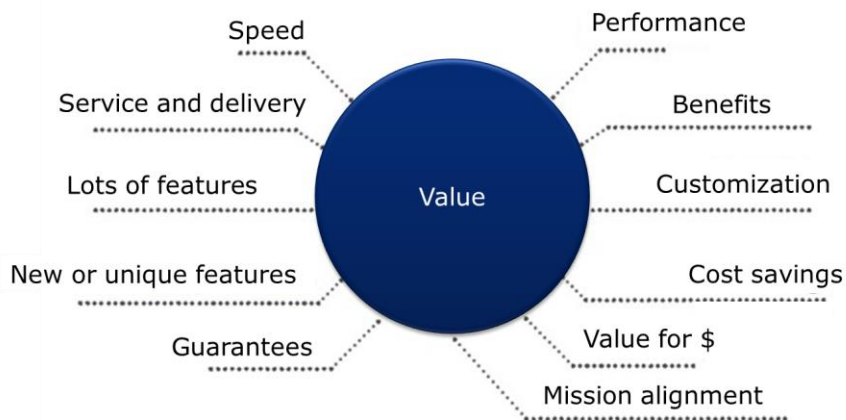 Speed
Performance
Service and delivery
Benefits
Lots of features
Customization
Value
New or unique features
Cost savings
Guarantees
Value for $
Mission alignment